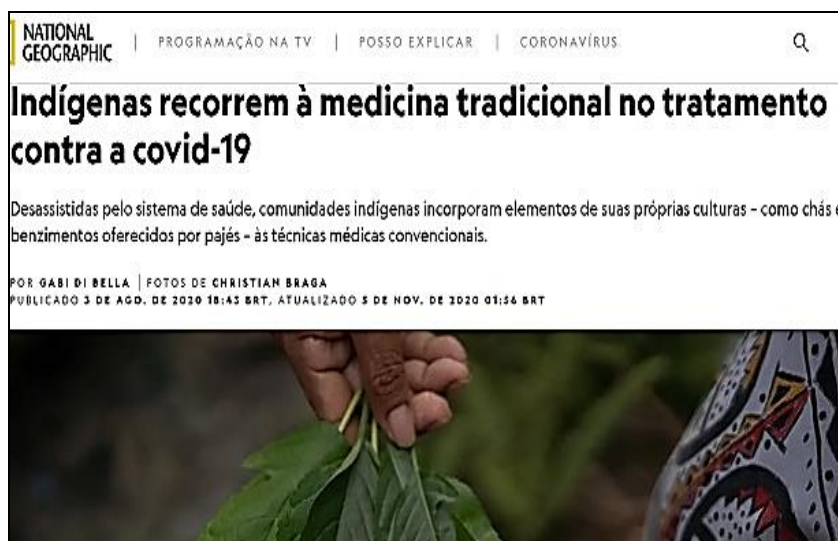 NATIONAL
GEOGRAPHIC
PROGRAMAÇÃO NA TV | POSSO EXPLICAR | CORONAVÍRUS
Indígenas recorrem à medicina tradicional no tratamento
contra a covid-19
Desassistidas pelo sistema de saúde, comunidades indígenas incorporam elementos de suas próprias culturas – como chás e
benzimentos oferecidos por pajés – às técnicas médicas convencionais.
POR GABI DI BELLA | FOTOS DE CHRISTIAN BRAGA
PUBLICADO 3 DE AGO. DE 2020 18:43 BRT, ATUALIZADO 5 DE NOV. DE 2020 01:56 BRT